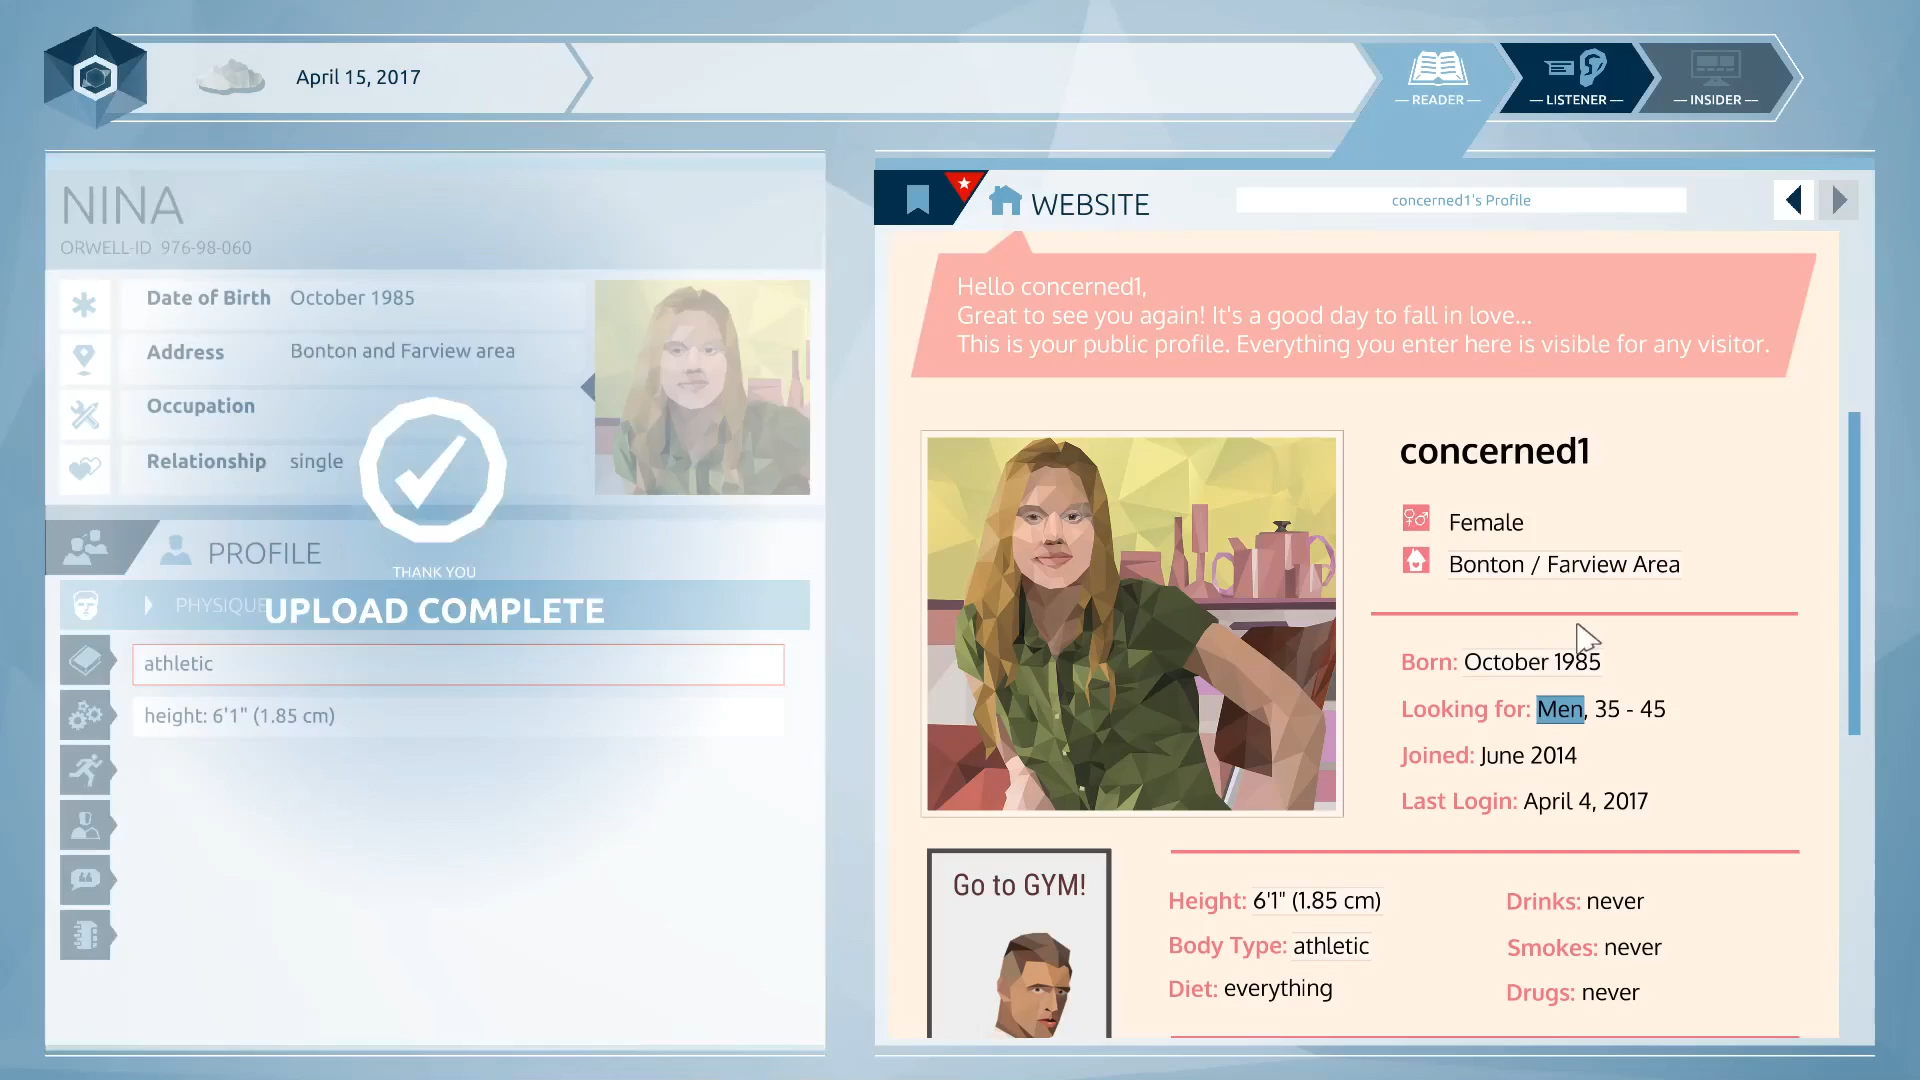 April 15, 2017
READER
LISTENER
INSIDER
NINA
ORWELL-ID 976-98-060
Date of Birth October 1985
Address Bonton and Farview area
Occupation
Relationship single
PROFILE
THANK YOU
PHYSIQUE
UPLOAD COMPLETE
athletic
height: 6'1" (1.85 cm)
WEBSITE
concerned1's Profile
Hello concerned1,
Great to see you again! It's a good day to fall in love...
This is your public profile. Everything you enter here is visible for any visitor.
concerned1
Female
Bonton / Farview Area
Born: October 1985
Looking for: Men, 35 - 45
Joined: June 2014
Last Login: April 4, 2017
Go to GYM!
Height: 6'1" (1.85 cm)
Body Type: athletic
Diet: everything
Drinks: never
Smokes: never
Drugs: never